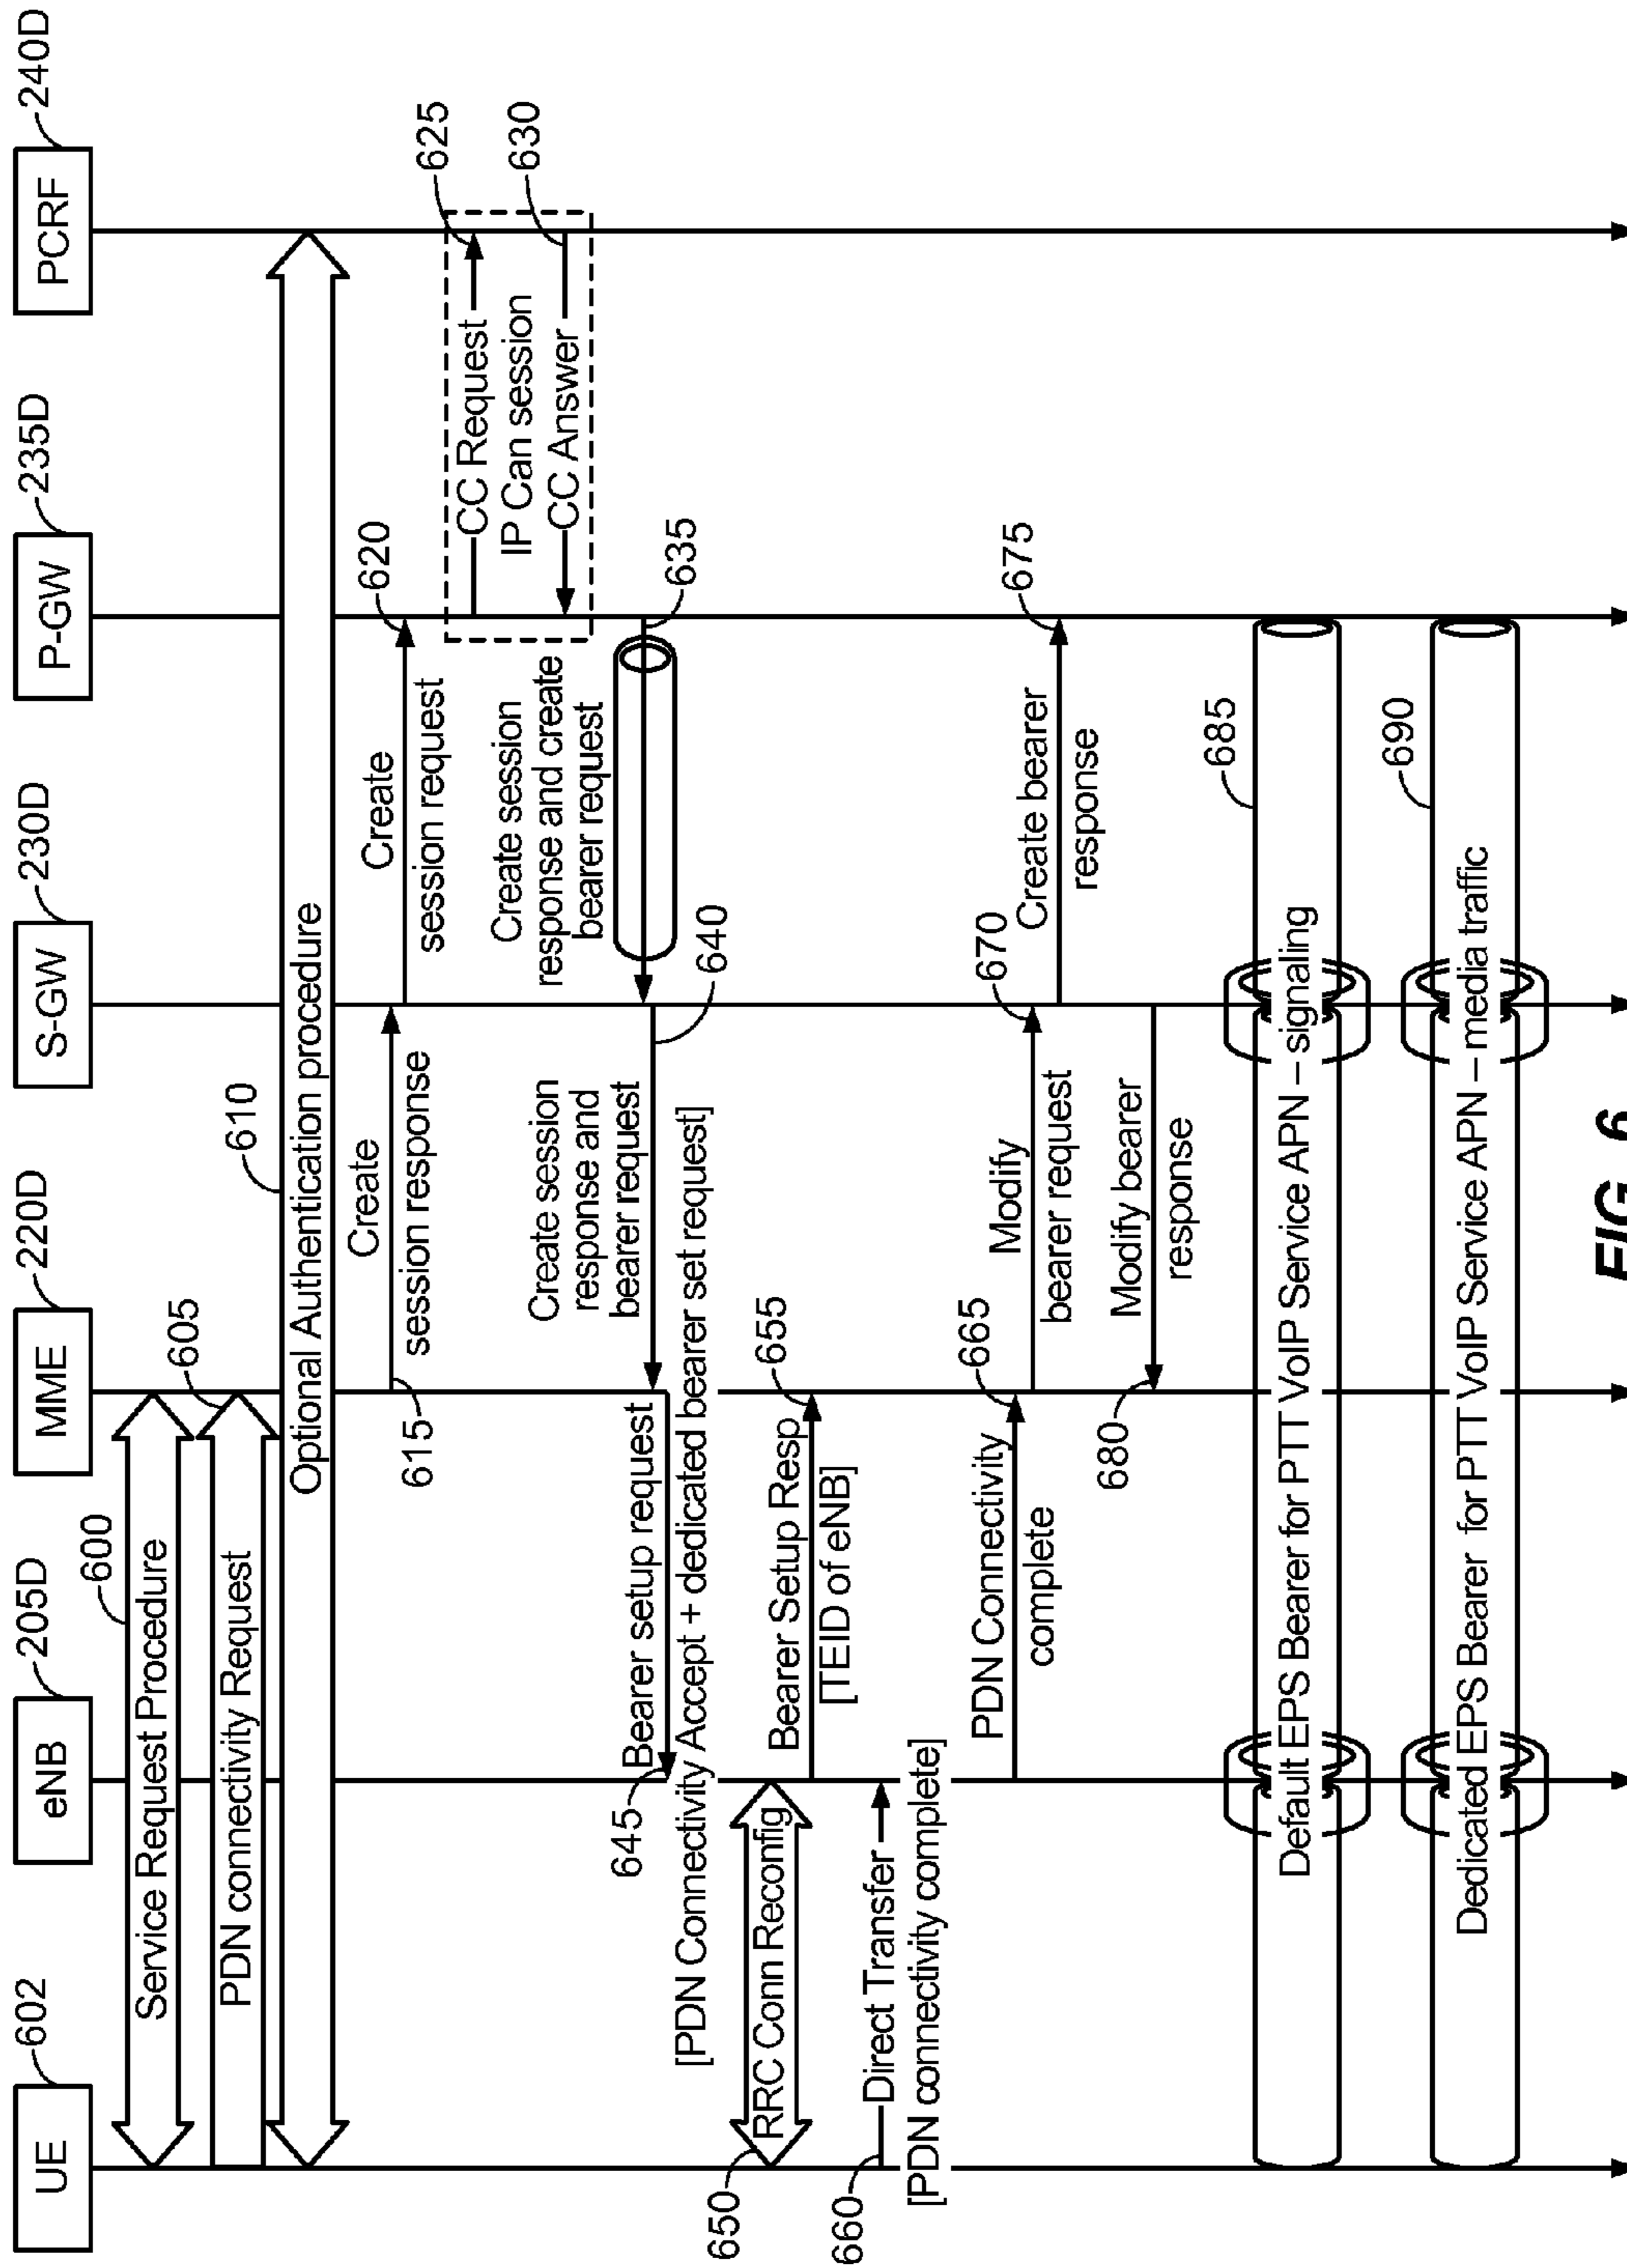 UE
602
eNB
205D
MME
220D
S-GW
230D
P-GW
235D
PCRF
240D
600
Service Request Procedure
605
PDN connectivity Request
610
Optional Authentication procedure
615
Create
session response
620
Create
session request
625
CC Request
IP Can session
CC Answer
630
635
Create session
response and create
bearer request
640
Create session
response and
bearer request
645
Bearer setup request
[PDN Connectivity Accept + dedicated bearer set request]
650
RRC Conn Reconfig
655
Bearer Setup Resp
[TEID of eNB]
660
Direct Transfer
[PDN connectivity complete]
665
PDN Connectivity
complete
670
Modify
bearer request
675
Create bearer
response
680
Modify bearer
response
685
Default EPS Bearer for PTT VoIP Service APN – signaling
690
Dedicated EPS Bearer for PTT VoIP Service APN – media traffic
FIG. 6